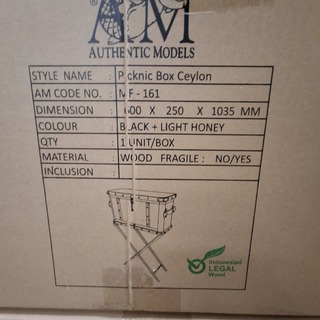 ®
AM
AUTHENTIC MODELS
STYLE NAME : Picknic Box Ceylon
AM CODE NO. : MF - 161
DIMENSION : 600 X 250 X 1035 MM
COLOUR : BLACK + LIGHT HONEY
QTY : 1 UNIT/BOX
MATERIAL : WOOD FRAGILE : NO/YES
INCLUSION :
Indonesian
LEGAL
Wood